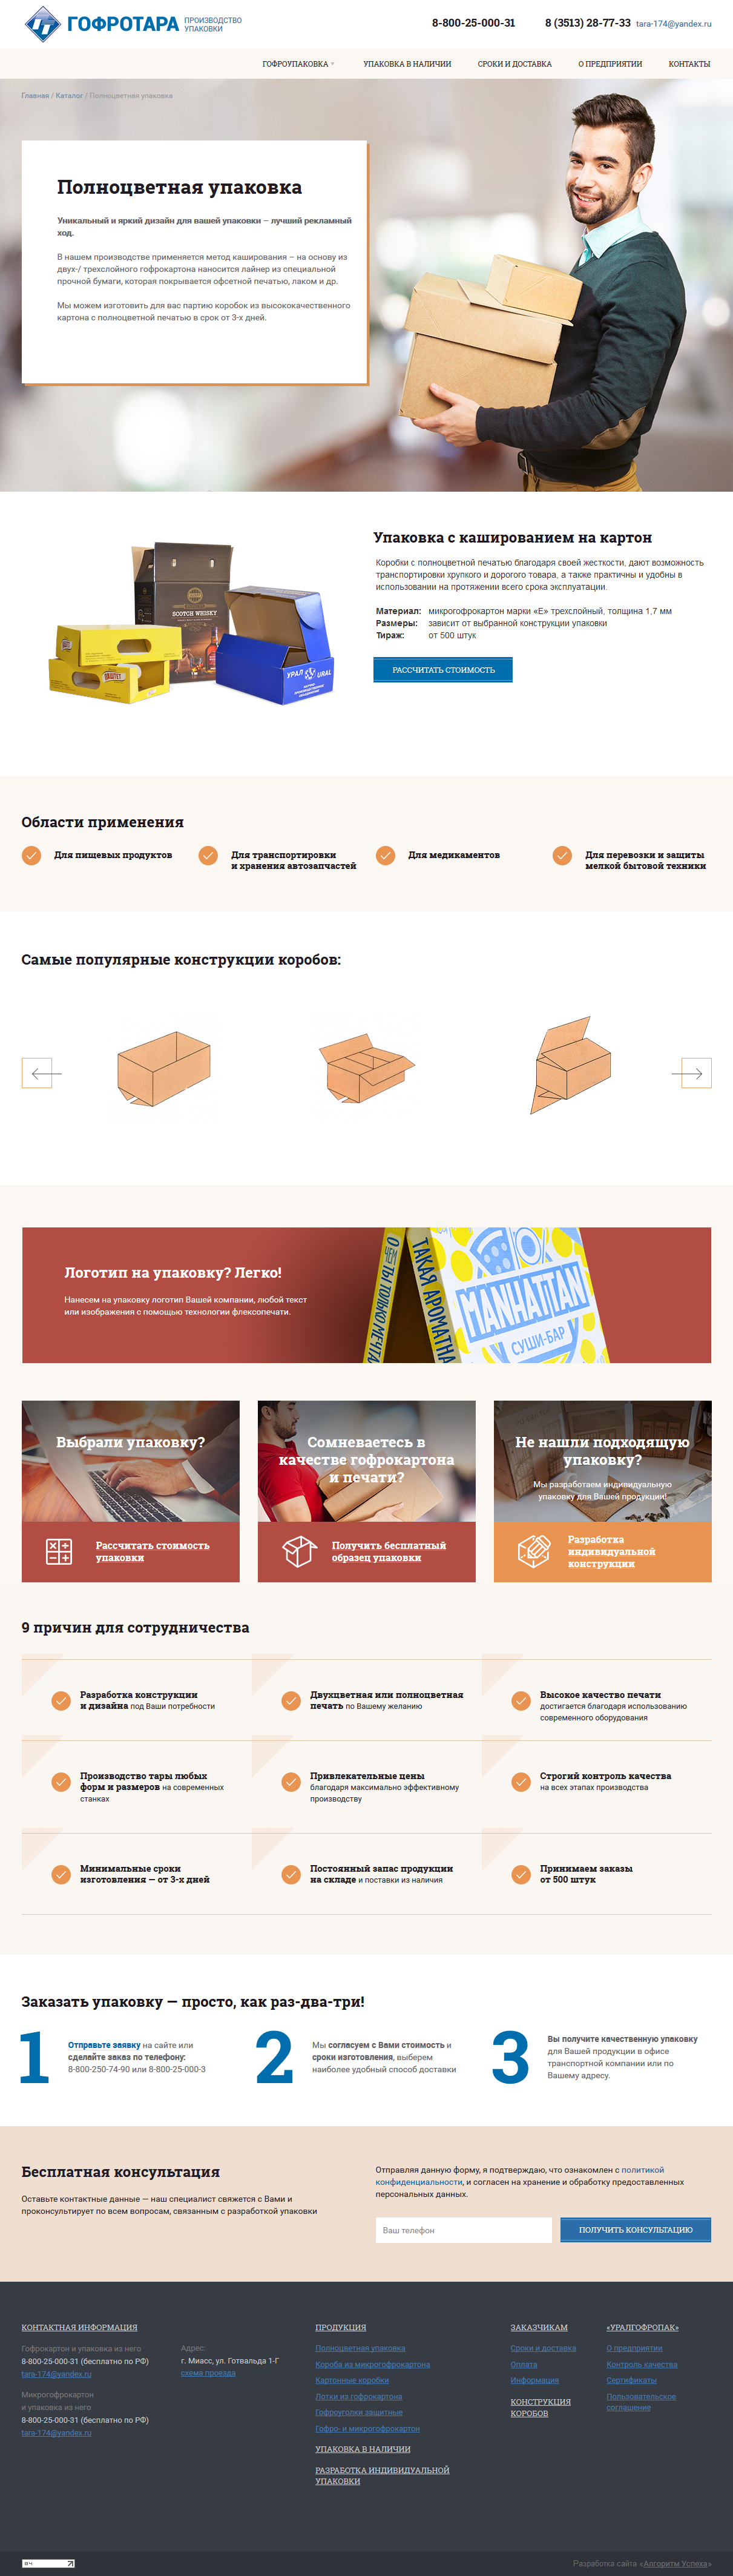 ГОФРОТАРА
ПРОИЗВОДСТВО
УПАКОВКИ
8-800-25-000-31
8 (3513) 28-77-33
tara-174@yandex.ru
ГОФРОУПАКОВКА
УПАКОВКА В НАЛИЧИИ
СРОКИ И ДОСТАВКА
О ПРЕДПРИЯТИИ
КОНТАКТЫ
Главная / Каталог / Полноцветная упаковка
Полноцветная упаковка
Уникальный и яркий дизайн для вашей упаковки – лучший рекламный
ход.
В нашем производстве применяется метод каширования – на основу из
двух-/ трехслойного гофрокартона наносится лайнер из специальной
прочной бумаги, которая покрывается офсетной печатью, лаком и др.
Мы можем изготовить для вас партию коробок из высококачественного
картона с полноцветной печатью в срок от 3-х дней.
SCOTCH WHISKY
УРАЛ
URAL
Упаковка с кашированием на картон
Коробки с полноцветной печатью благодаря своей жесткости, дают возможность
транспортировки хрупкого и дорогого товара, а также практичны и удобны в
использовании на протяжении всего срока эксплуатации.
Материал: микрогофрокартон марки «Е» трехслойный, толщина 1,7 мм
Размеры: зависит от выбранной конструкции упаковки
Тираж: от 500 штук
РАССЧИТАТЬ СТОИМОСТЬ
Области применения
Для пищевых продуктов
Для транспортировки
и хранения автозапчастей
Для медикаментов
Для перевозки и защиты
мелкой бытовой техники
Самые популярные конструкции коробов:
Логотип на упаковку? Легко!
Нанесем на упаковку логотип Вашей компании, любой текст
или изображения с помощью технологии флексопечати.
О ЧЕМ ТЫ ТОЛЬКО МЕЧТА
ТАКАЯ АРОМАТНА
MANHATTAN
СУШИ-БАР
Выбрали упаковку?
Рассчитать стоимость
упаковки
Сомневаетесь в
качестве гофрокартона
и печати?
Получить бесплатный
образец упаковки
Не нашли подходящую
упаковку?
Мы разработаем индивидуальную
упаковку для Вашей продукции!
Разработка
индивидуальной
конструкции
9 причин для сотрудничества
Разработка конструкции
и дизайна под Ваши потребности
Двухцветная или полноцветная
печать по Вашему желанию
Высокое качество печати
достигается благодаря использованию
современного оборудования
Производство тары любых
форм и размеров на современных
станках
Привлекательные цены
благодаря максимально эффективному
производству
Строгий контроль качества
на всех этапах производства
Минимальные сроки
изготовления — от 3-х дней
Постоянный запас продукции
на складе и поставки из наличия
Принимаем заказы
от 500 штук
Заказать упаковку — просто, как раз-два-три!
1
Отправьте заявку на сайте или
сделайте заказ по телефону:
8-800-250-74-90 или 8-800-25-000-3
2
Мы согласуем с Вами стоимость и
сроки изготовления, выберем
наиболее удобный способ доставки
3
Вы получите качественную упаковку
для Вашей продукции в офисе
транспортной компании или по
Вашему адресу.
Бесплатная консультация
Оставьте контактные данные — наш специалист свяжется с Вами и
проконсультирует по всем вопросам, связанным с разработкой упаковки
Отправляя данную форму, я подтверждаю, что ознакомлен с политикой
конфиденциальности, и согласен на хранение и обработку предоставленных
персональных данных.
Ваш телефон
ПОЛУЧИТЬ КОНСУЛЬТАЦИЮ
КОНТАКТНАЯ ИНФОРМАЦИЯ
Гофрокартон и упаковка из него
8-800-25-000-31 (бесплатно по РФ)
tara-174@yandex.ru
Микрогофрокартон
и упаковка из него
8-800-25-000-31 (бесплатно по РФ)
tara-174@yandex.ru
Адрес:
г. Миасс, ул. Готвальда 1-Г
схема проезда
ПРОДУКЦИЯ
Полноцветная упаковка
Короба из микрогофрокартона
Картонные коробки
Лотки из гофрокартона
Гофроуголки защитные
Гофро- и микрогофрокартон
УПАКОВКА В НАЛИЧИИ
РАЗРАБОТКА ИНДИВИДУАЛЬНОЙ
УПАКОВКИ
ЗАКАЗЧИКАМ
Сроки и доставка
Оплата
Информация
КОНСТРУКЦИЯ
КОРОБОВ
«УРАЛГОФРОПАК»
О предприятии
Контроль качества
Сертификаты
Пользовательское
соглашение
Разработка сайта «Алгоритм Успеха»